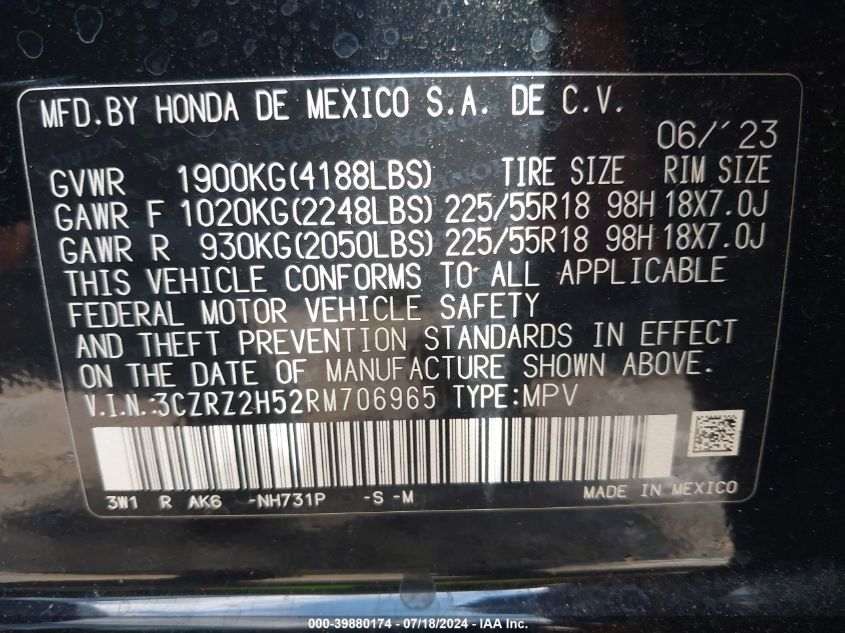 MFD.BY HONDA DE MEXICO S.A. DE C.V.
06/'23
GVWR 1900KG(4188LBS) TIRE SIZE RIM SIZE
GAWR F 1020KG(2248LBS) 225/55R18 98H 18X7.0J
GAWR R 930KG(2050LBS) 225/55R18 98H 18X7.0J
THIS VEHICLE CONFORMS TO ALL APPLICABLE
FEDERAL MOTOR VEHICLE SAFETY
AND THEFT PREVENTION STANDARDS IN EFFECT
ON THE DATE OF MANUFACTURE SHOWN ABOVE.
V.I.N.:3CZRZ2H52RM706965 TYPE:MPV
3W1 R AK6 -NH731P -S -M MADE IN MEXICO
000-39880174 - 07/18/2024 - IAA Inc.